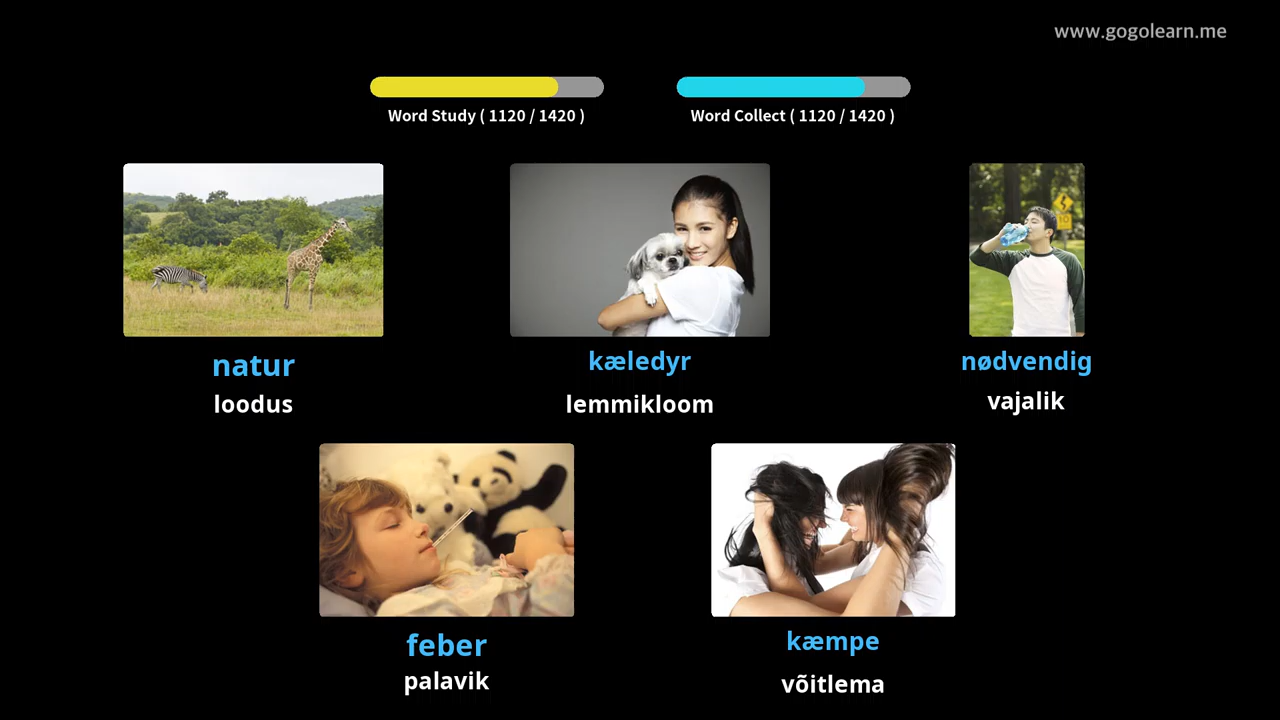 www.gogolearn.me
Word Study ( 1120 / 1420 )
Word Collect ( 1120 / 1420 )
natur
loodus
kæledyr
lemmikloom
nødvendig
vajalik
feber
palavik
kæmpe
võitlema